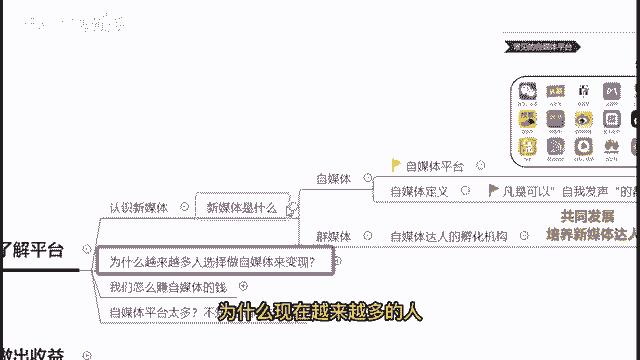 常见的自媒体平台
自媒体
自媒体平台
自媒体定义
凡是可以“自我发声”的
认识新媒体
新媒体是什么
共同发展
群媒体
自媒体达人的孵化机构
培养新媒体达人
了解平台
为什么越来越多人选择做自媒体来变现？
我们怎么赚自媒体的钱
自媒体平台太多？不
为什么现在越来越多的人
做出收益